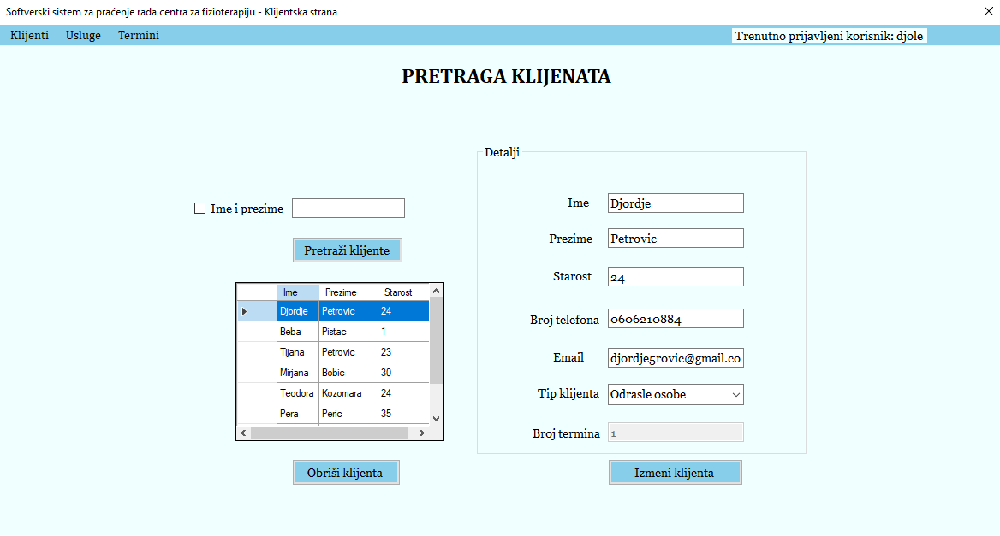 Softverski sistem za praćenje rada centra za fizioterapiju - Klijentska strana
Klijenti Usluge Termini Trenutno prijavljeni korisnik: djole
PRETRAGA KLIJENATA
Ime i prezime
Pretraži klijente
Ime Prezime Starost
Djordje Petrovic 24
Beba Pistac 1
Tijana Petrovic 23
Mirjana Bobic 30
Teodora Kozomara 24
Pera Peric 35
Obriši klijenta
Detalji
Ime Djordje
Prezime Petrovic
Starost 24
Broj telefona 0606210884
Email djordje5rovic@gmail.co
Tip klijenta Odrasle osobe
Broj termina 1
Izmeni klijenta